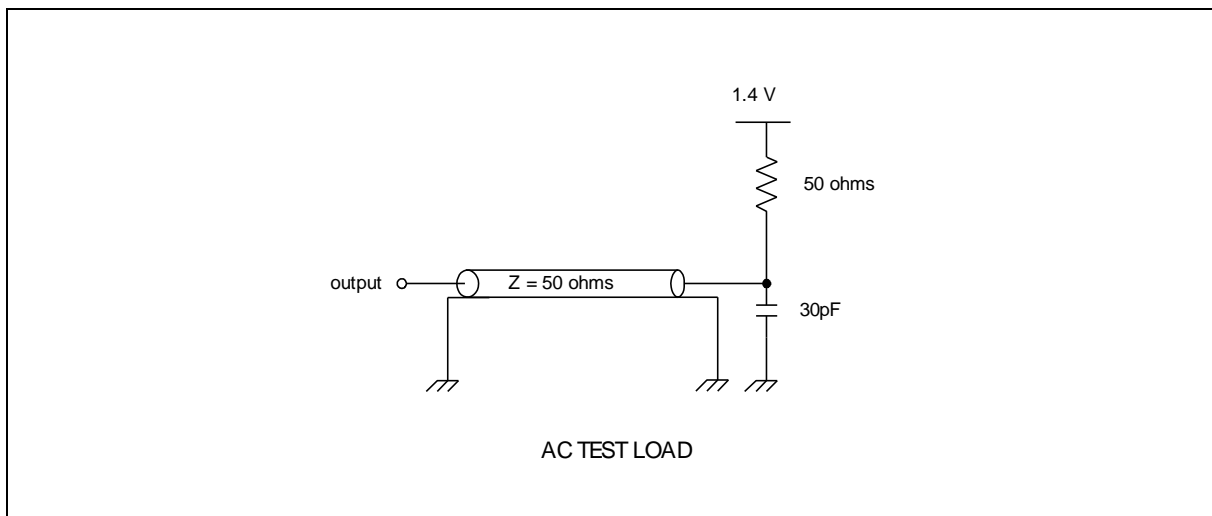 1.4 V
50 ohms
output
Z = 50 ohms
30pF
AC TEST LOAD